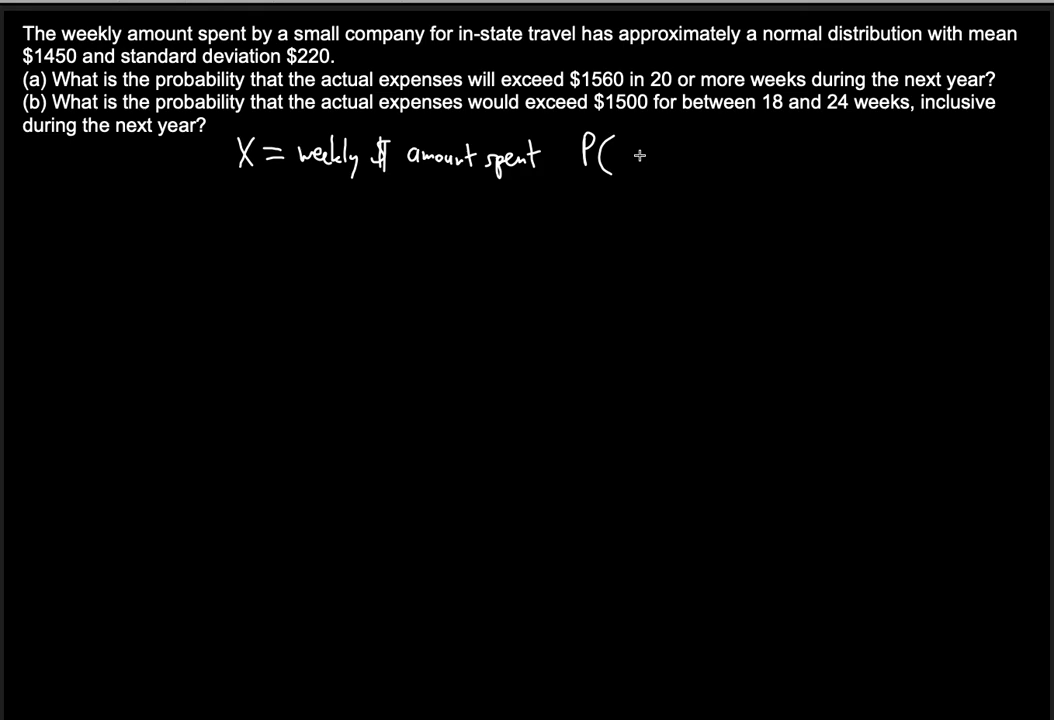 The weekly amount spent by a small company for in-state travel has approximately a normal distribution with mean
$1450 and standard deviation $220.
(a) What is the probability that the actual expenses will exceed $1560 in 20 or more weeks during the next year?
(b) What is the probability that the actual expenses would exceed $1500 for between 18 and 24 weeks, inclusive
during the next year?
X = weekly $ amount spent P(